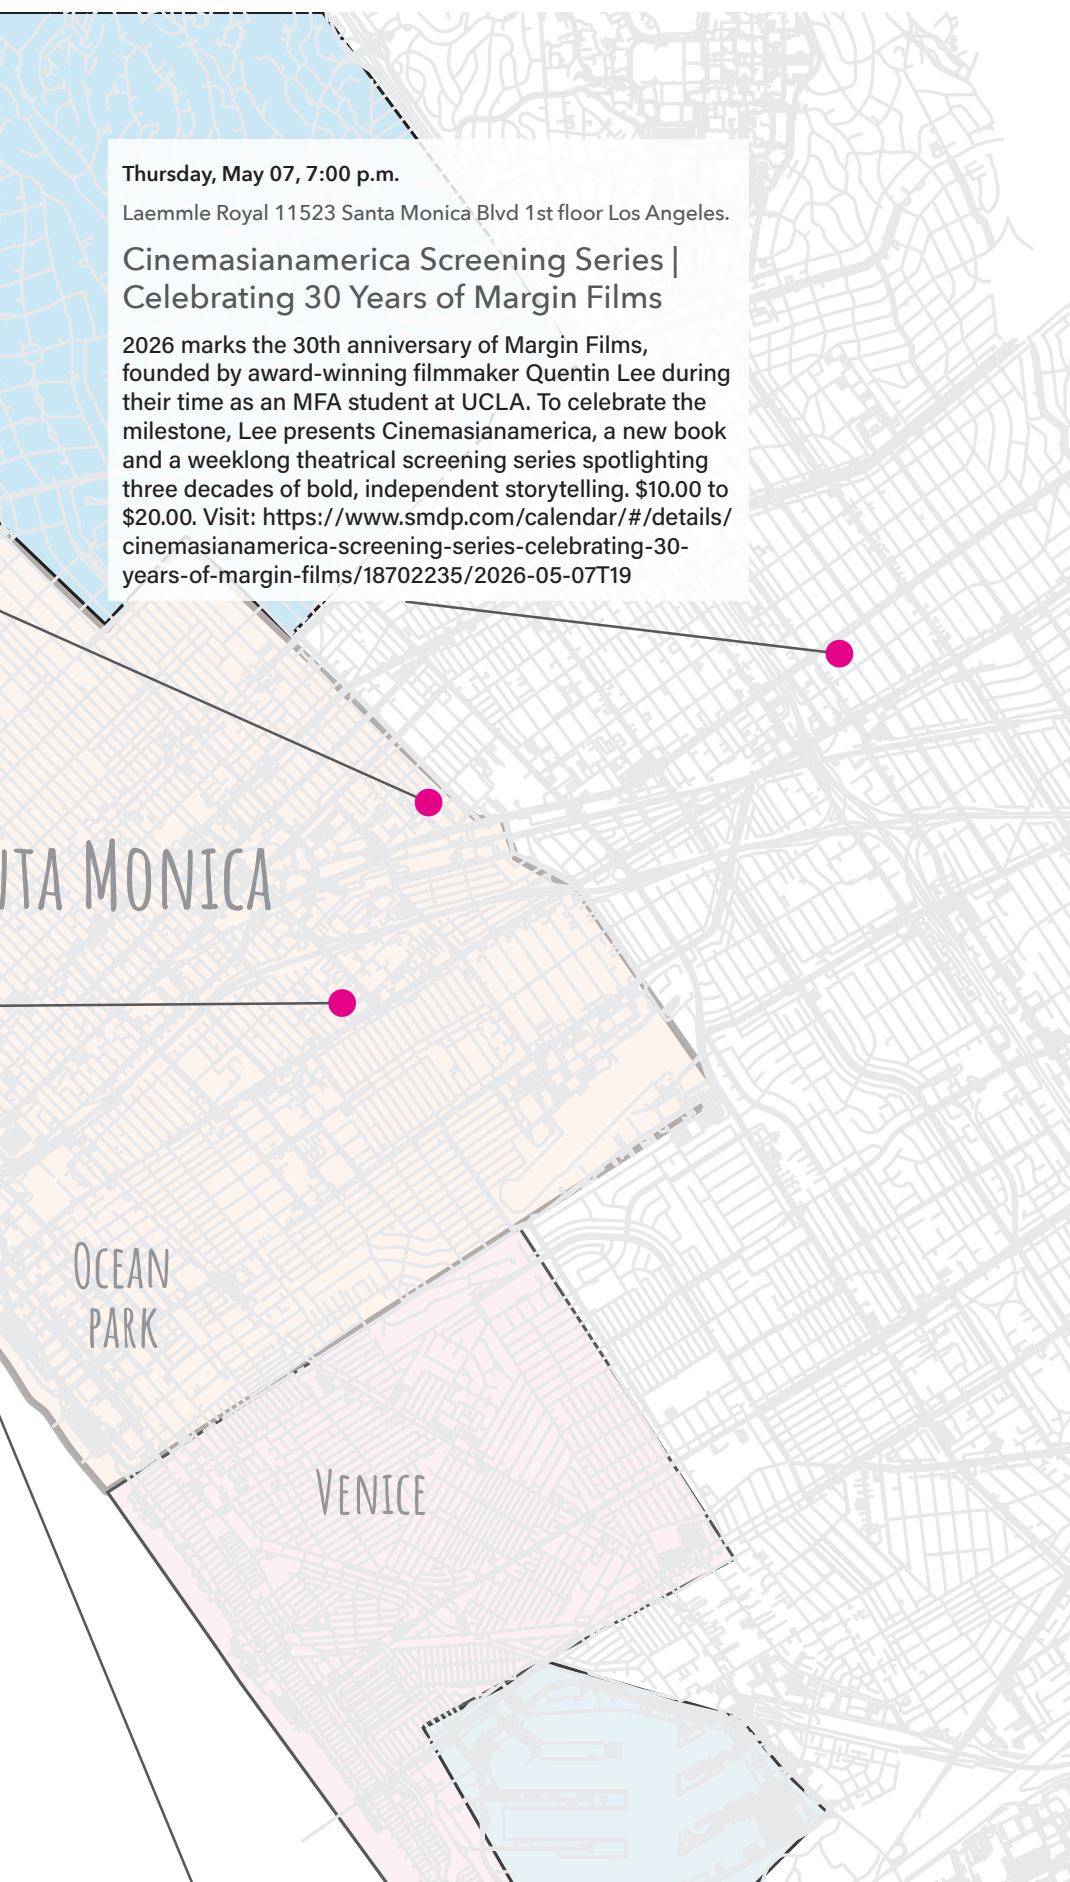 Thursday, May 07, 7:00 p.m.
Laemmle Royal 11523 Santa Monica Blvd 1st floor Los Angeles.
Cinemasianamerica Screening Series |
Celebrating 30 Years of Margin Films
2026 marks the 30th anniversary of Margin Films,
founded by award-winning filmmaker Quentin Lee during
their time as an MFA student at UCLA. To celebrate the
milestone, Lee presents Cinemasianamerica, a new book
and a weeklong theatrical screening series spotlighting
three decades of bold, independent storytelling. $10.00 to
$20.00. Visit: https://www.smdp.com/calendar/#/details/
cinemasianamerica-screening-series-celebrating-30-
years-of-margin-films/18702235/2026-05-07T19
NTA MONICA
OCEAN
PARK
VENICE